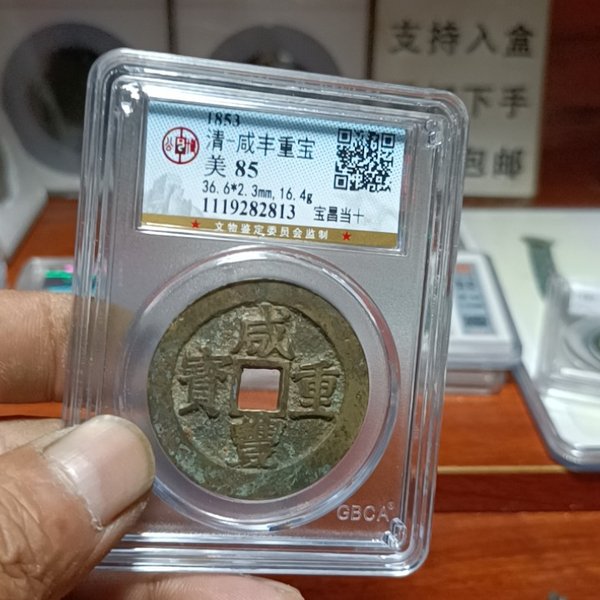 支持入盒
下手
包邮
1853
清-咸丰重宝
美 85
36.6*2.3mm,16.4g
1119282813 宝昌当十
★ 文物鉴定委员会监制 ★
咸
寶 重
豐
GBCA